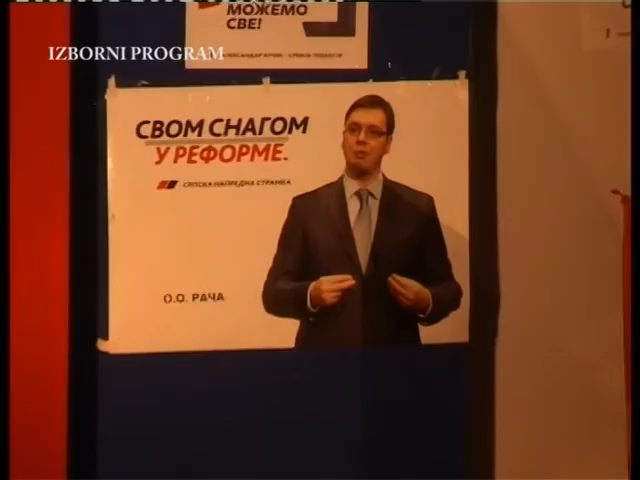 МОЖЕМО
СВЕ!
IZBORNI PROGRAM
СВОМ СНАГОМ
У РЕФОРМЕ.
СРПСКА НАПРЕДНА СТРАНКА
О.О. РАЧА